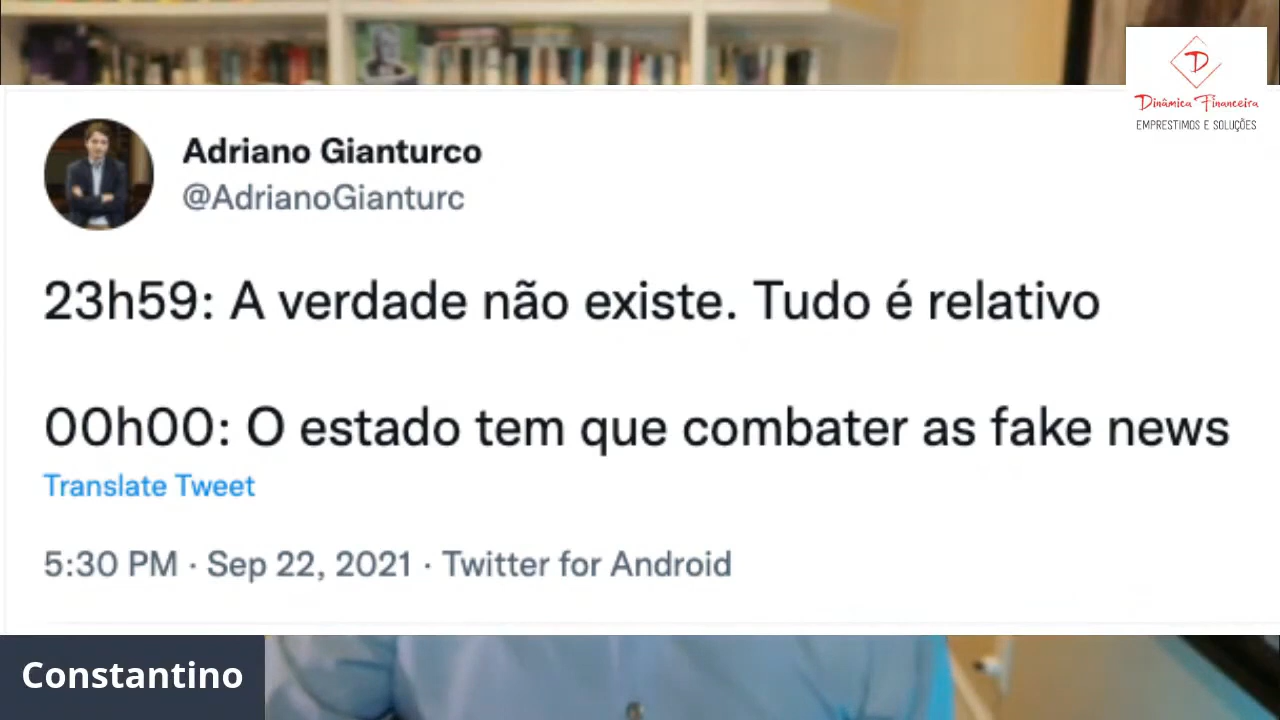 D
Dinâmica Financeira
EMPRESTIMOS E SOLUÇÕES
Adriano Gianturco
@AdrianoGianturc
23h59: A verdade não existe. Tudo é relativo
00h00: O estado tem que combater as fake news
Translate Tweet
5:30 PM · Sep 22, 2021 · Twitter for Android
Constantino